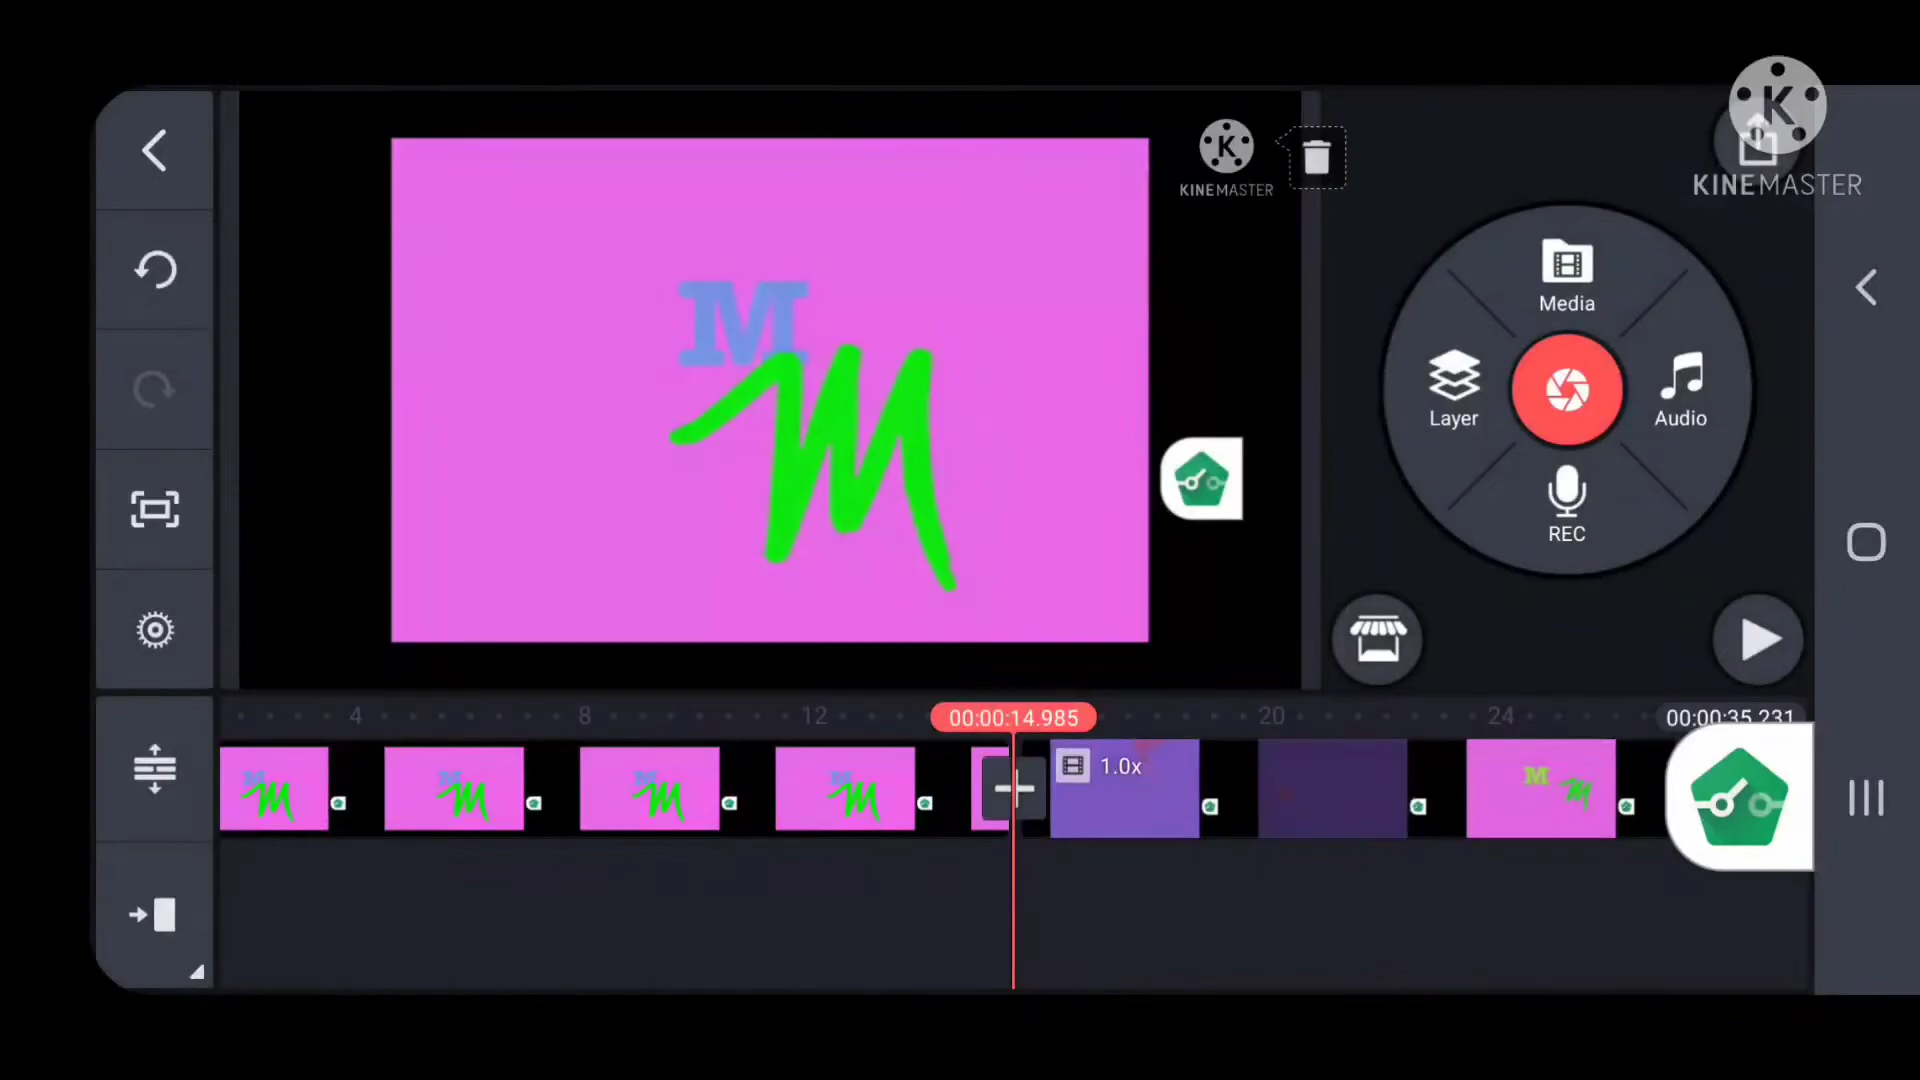 K
KINEMASTER
K
KINEMASTER
M
M
Media
Layer
Audio
REC
4
8
12
00:00:14.985
20
24
00:00:35.231
M
M
M
M
M
M
M
M
1.0x
M
M